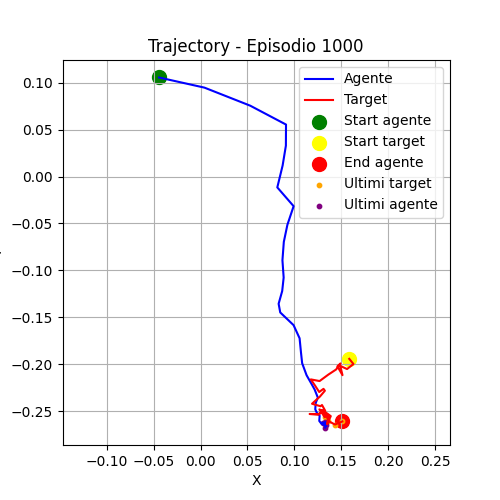 Trajectory - Episodio 1000
Agente
Target
Start agente
Start target
End agente
Ultimi target
Ultimi agente
0.10
0.05
0.00
−0.05
−0.10
−0.15
−0.20
−0.25
−0.10 −0.05 0.00 0.05 0.10 0.15 0.20 0.25
X